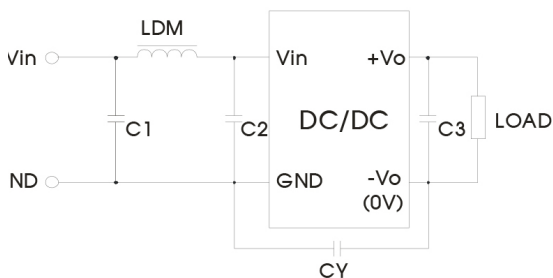 LDM
Vin
Vin
+Vo
C1
C2
DC/DC
C3
LOAD
ND
GND
-Vo
(0V)
CY